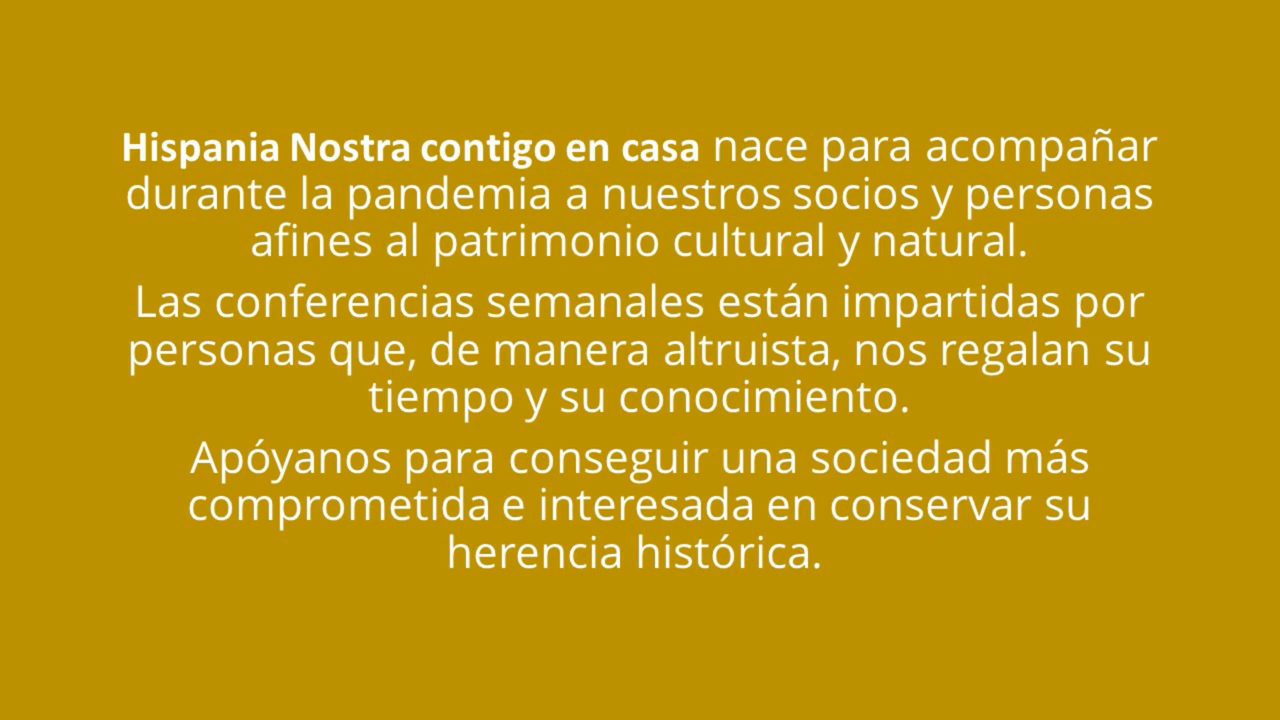 Hispania Nostra contigo en casa nace para acompañar
durante la pandemia a nuestros socios y personas
afines al patrimonio cultural y natural.
Las conferencias semanales están impartidas por
personas que, de manera altruista, nos regalan su
tiempo y su conocimiento.
Apóyanos para conseguir una sociedad más
comprometida e interesada en conservar su
herencia histórica.